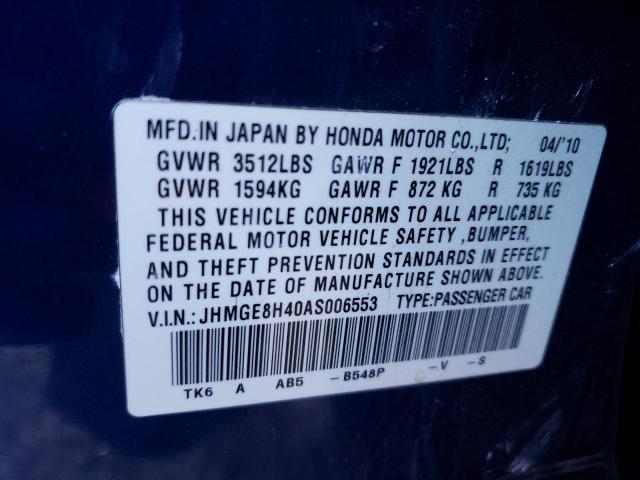 MFD.IN JAPAN BY HONDA MOTOR CO.,LTD; 04/'10
GVWR 3512LBS GAWR F 1921LBS R 1619LBS
GVWR 1594KG GAWR F 872 KG R 735 KG
THIS VEHICLE CONFORMS TO ALL APPLICABLE
FEDERAL MOTOR VEHICLE SAFETY ,BUMPER,
AND THEFT PREVENTION STANDARDS IN EFFECT
ON THE DATE OF MANUFACTURE SHOWN ABOVE.
V.I.N.:JHMGE8H40AS006553 TYPE:PASSENGER CAR
TK6 A AB5 -B548P -V -S